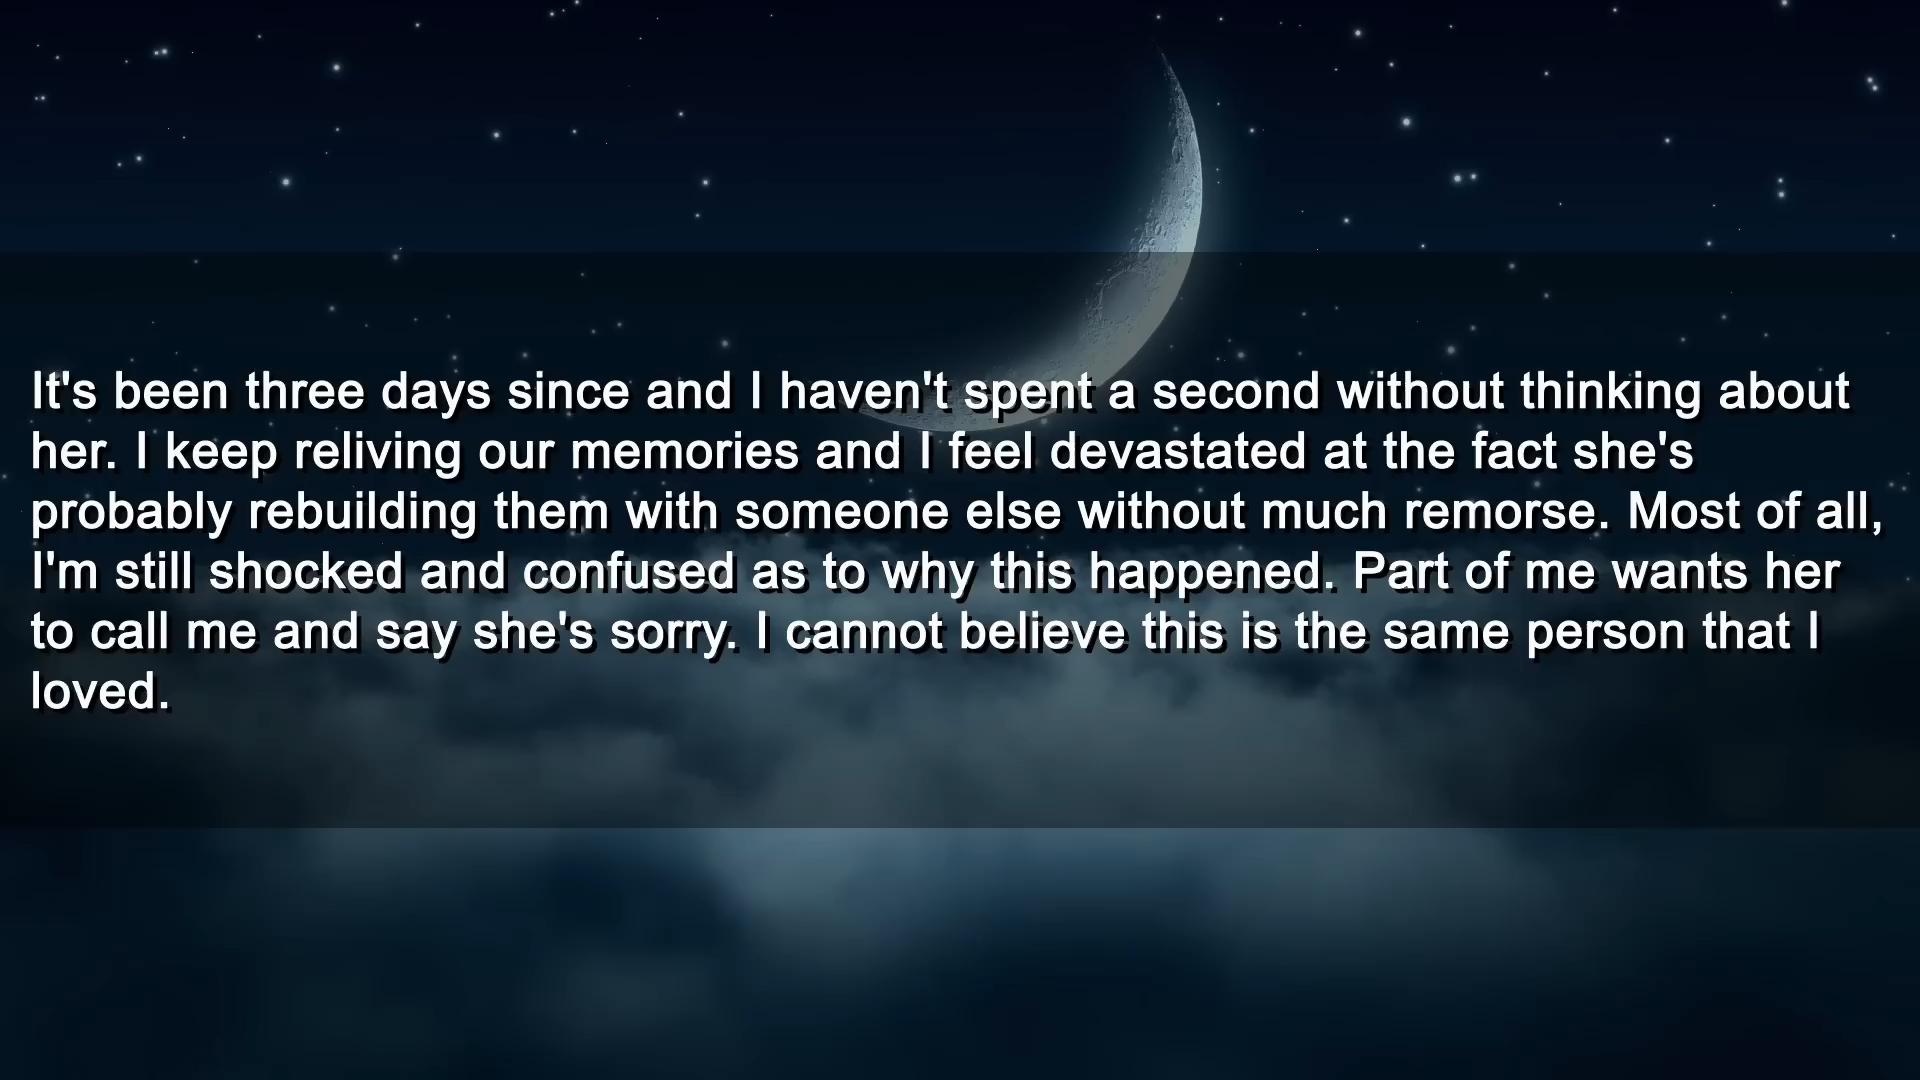 It's been three days since and I haven't spent a second without thinking about
her. I keep reliving our memories and I feel devastated at the fact she's
probably rebuilding them with someone else without much remorse. Most of all,
I'm still shocked and confused as to why this happened. Part of me wants her
to call me and say she's sorry. I cannot believe this is the same person that I
loved.